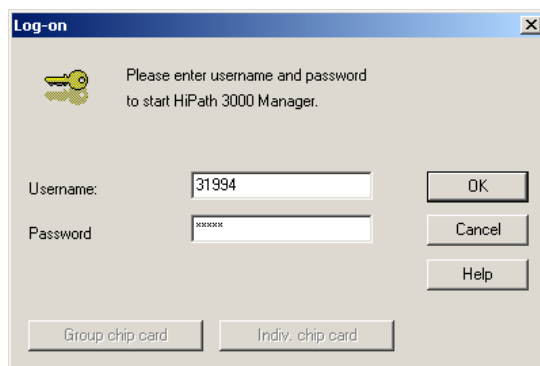 Log-on
Please enter username and password
to start HiPath 3000 Manager.
Username:
31994
OK
Password
*****
Cancel
Help
Group chip card
Indiv. chip card